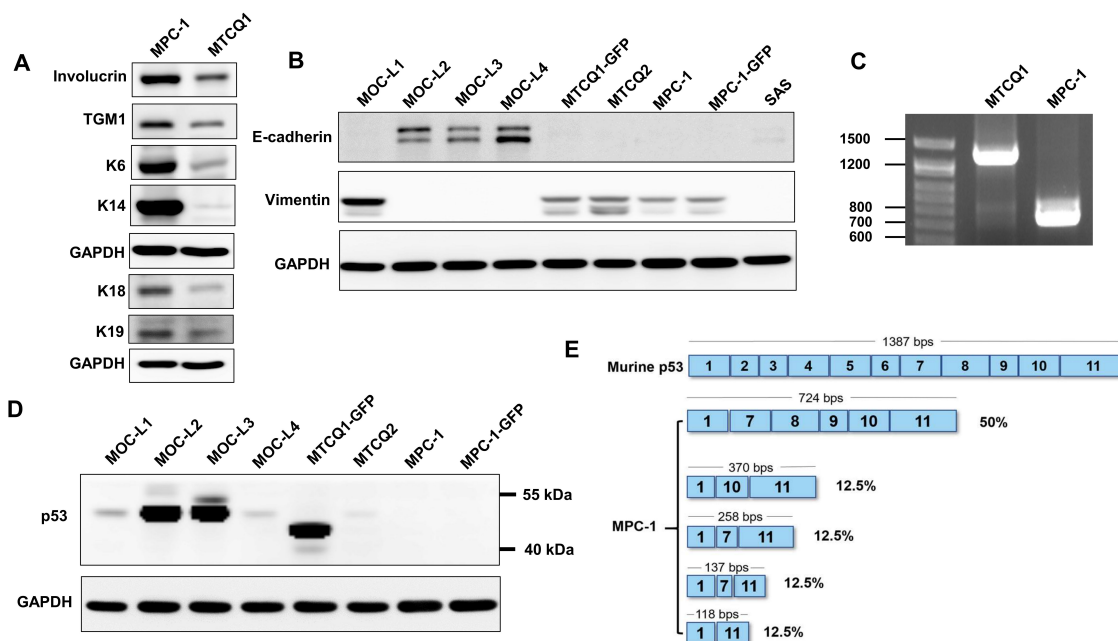 A
MPC-1 MTCQ1
Involucrin
TGM1
K6
K14
GAPDH
K18
K19
GAPDH
B
MOC-L1 MOC-L2 MOC-L3 MOC-L4 MTCQ1-GFP MTCQ2 MPC-1 MPC-1-GFP SAS
E-cadherin
Vimentin
GAPDH
C
MTCQ1 MPC-1
1500
1200
800
700
600
D
MOC-L1 MOC-L2 MOC-L3 MOC-L4 MTCQ1-GFP MTCQ2 MPC-1 MPC-1-GFP
p53
55 kDa
40 kDa
GAPDH
E
1387 bps
Murine p53 1 2 3 4 5 6 7 8 9 10 11
724 bps
1 7 8 9 10 11 50%
370 bps
1 10 11 12.5%
MPC-1
258 bps
1 7 11 12.5%
137 bps
1 7 11 12.5%
118 bps
1 11 12.5%